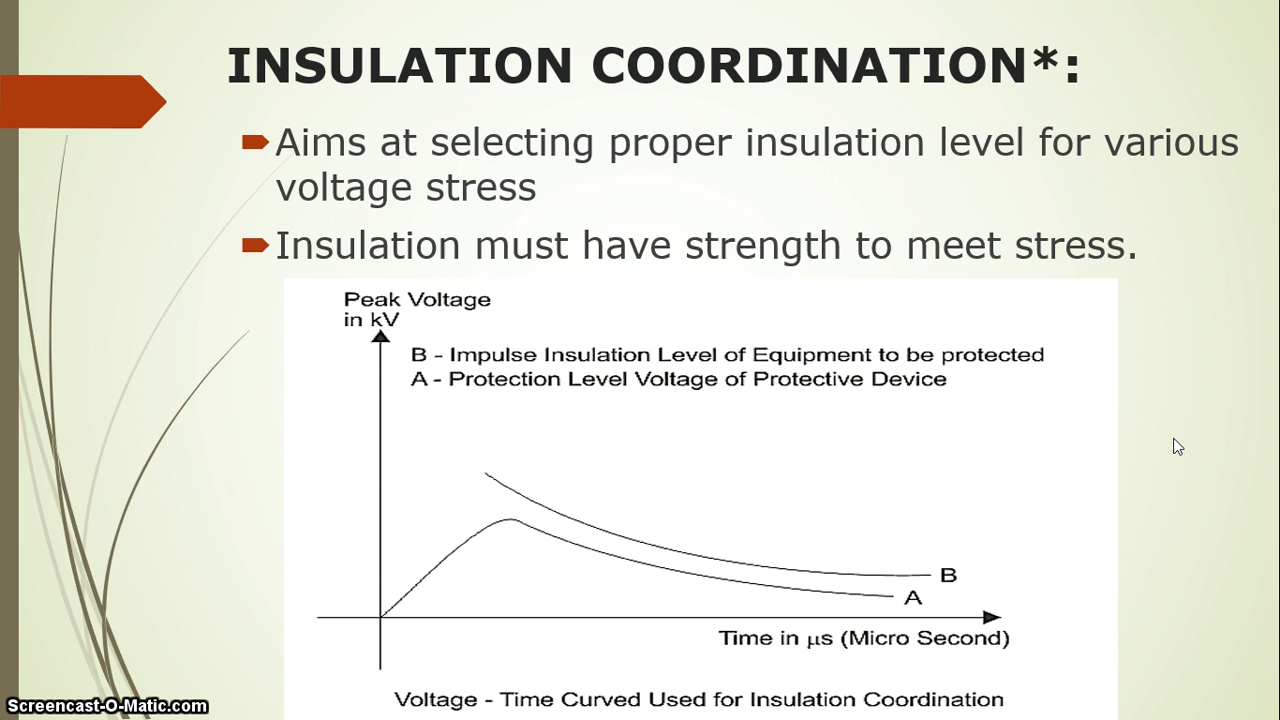 INSULATION COORDINATION*:
Aims at selecting proper insulation level for various
voltage stress
Insulation must have strength to meet stress.
Peak Voltage
in kV
B - Impulse Insulation Level of Equipment to be protected
A - Protection Level Voltage of Protective Device
B
A
Time in μs (Micro Second)
Voltage - Time Curved Used for Insulation Coordination
Screencast-O-Matic.com